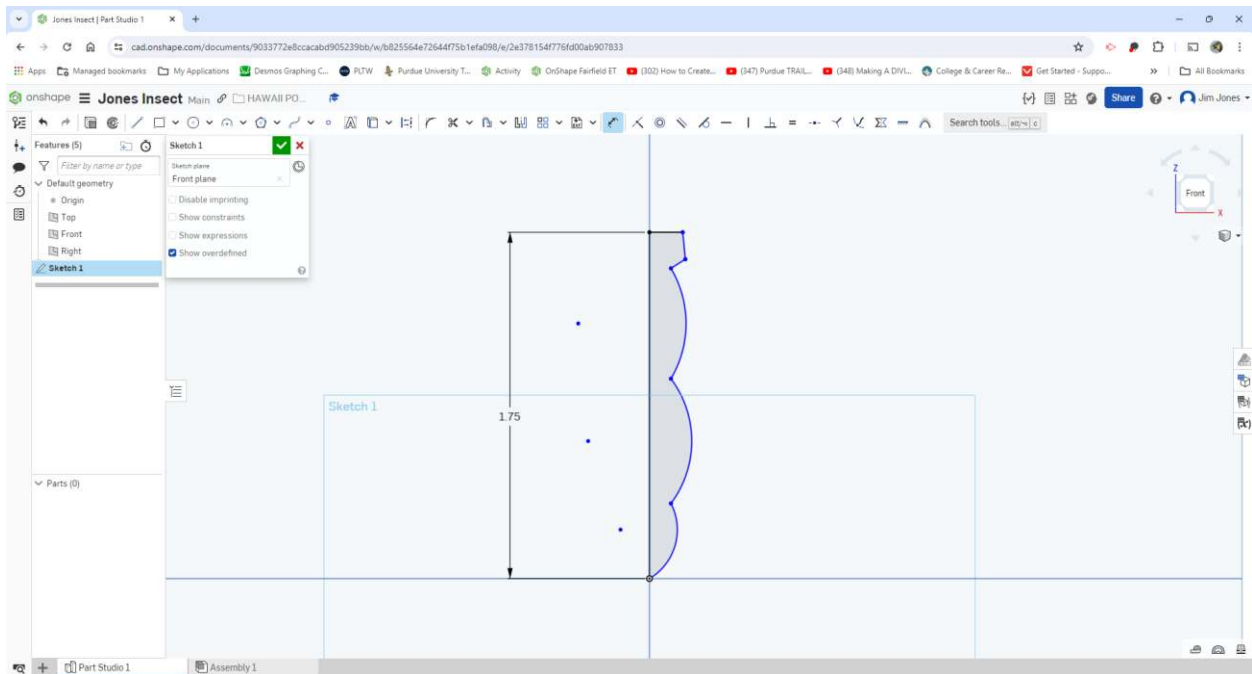 Jones Insect | Part Studio 1
cad.onshape.com/documents/9033772e8ccacabd905239bb/w/b825564e72644f75b1efa098/e/2e378154f776fd00ab907833
Apps Managed bookmarks My Applications Desmos Graphing C... PLTW Purdue University T... Activity OnShape Fairfield ET (302) How to Create... (347) Purdue TRAIL... (348) Making A DIVI... College & Career Re... Get Started - Suppo... » All Bookmarks
onshape Jones Insect Main HAWAII PO... Share Jim Jones
Search tools... alt/⌥ c
Features (5)
Filter by name or type
Default geometry
Origin
Top
Front
Right
Sketch 1
Sketch 1
Sketch plane
Front plane
Disable imprinting
Show constraints
Show expressions
Show overdefined
Z
Front
X
Sketch 1
1.75
Parts (0)
Part Studio 1 Assembly 1